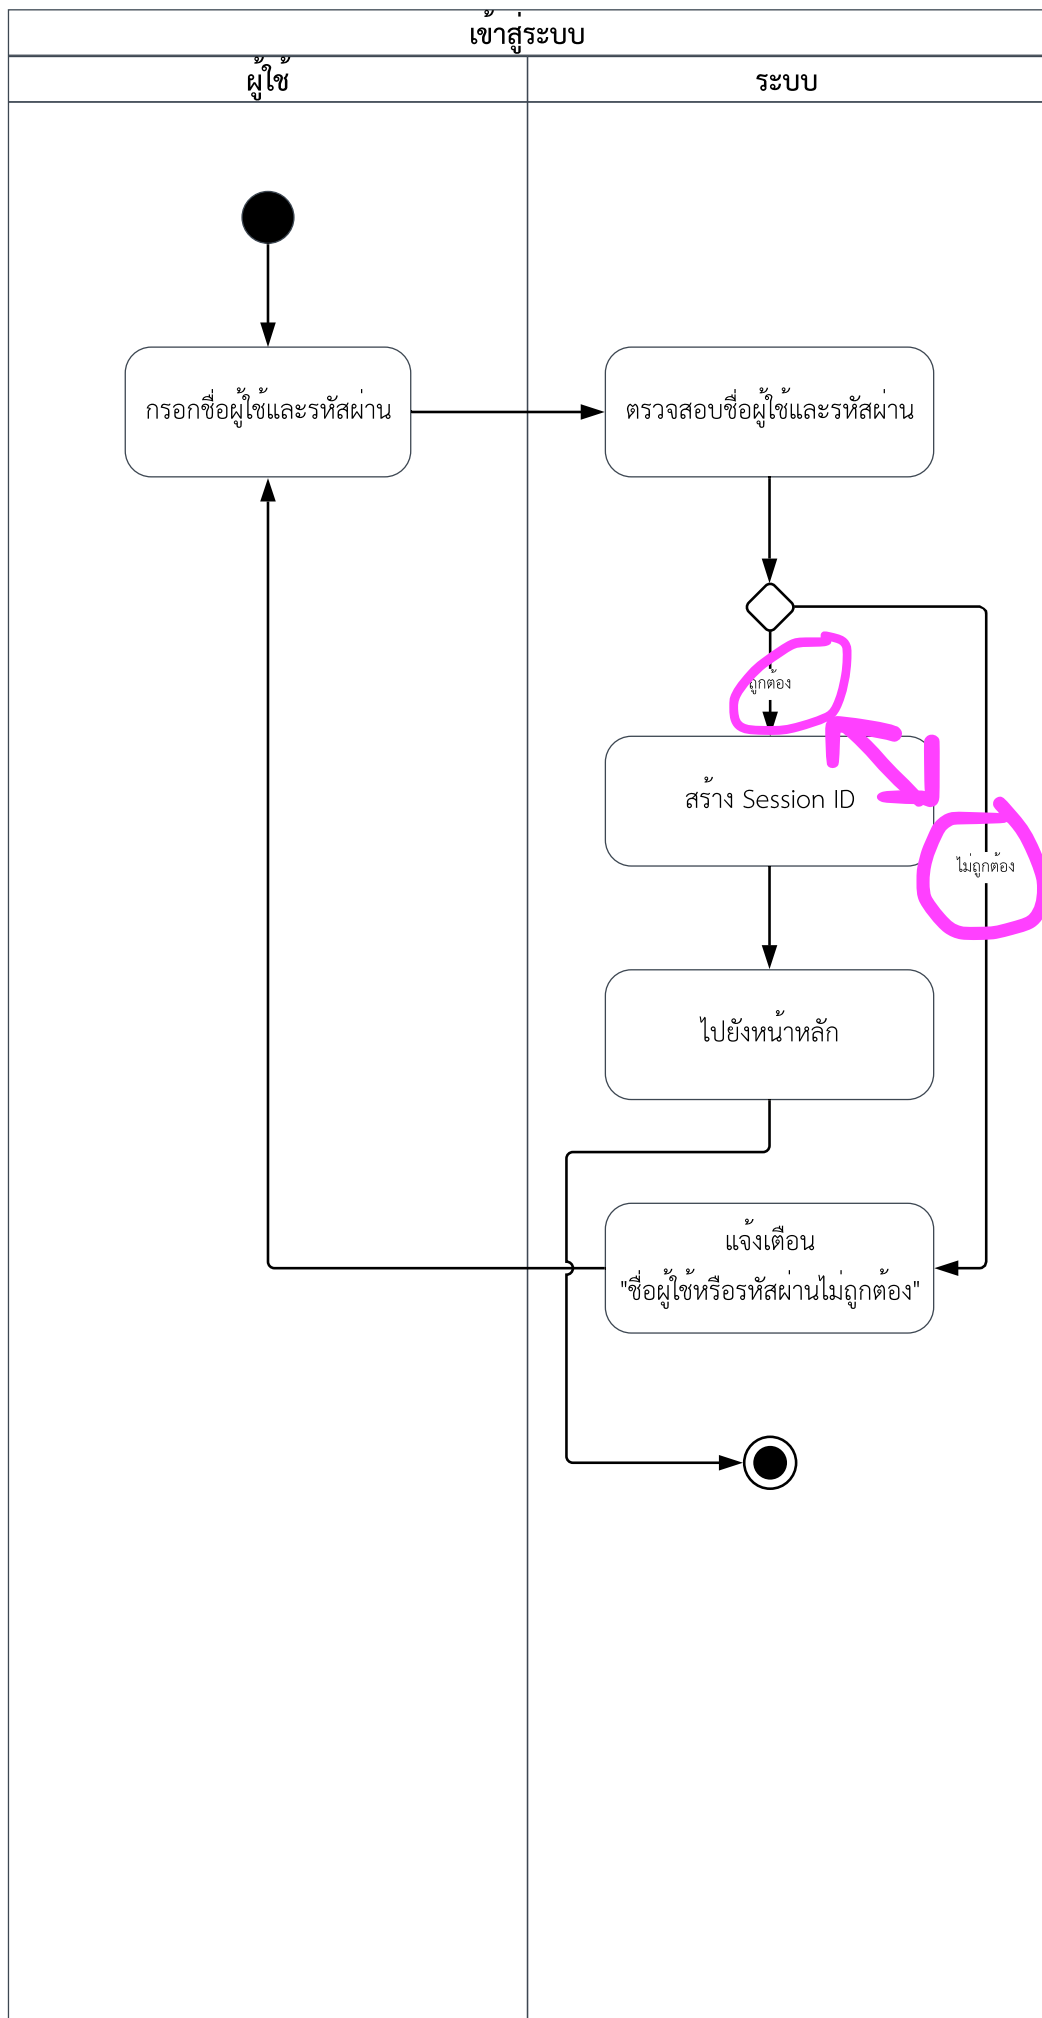 เข้าสู่ระบบ
ผู้ใช้
ระบบ
กรอกชื่อผู้ใช้และรหัสผ่าน
ตรวจสอบชื่อผู้ใช้และรหัสผ่าน
ถูกต้อง
สร้าง Session ID
ไม่ถูกต้อง
ไปยังหน้าหลัก
แจ้งเตือน
"ชื่อผู้ใช้หรือรหัสผ่านไม่ถูกต้อง"